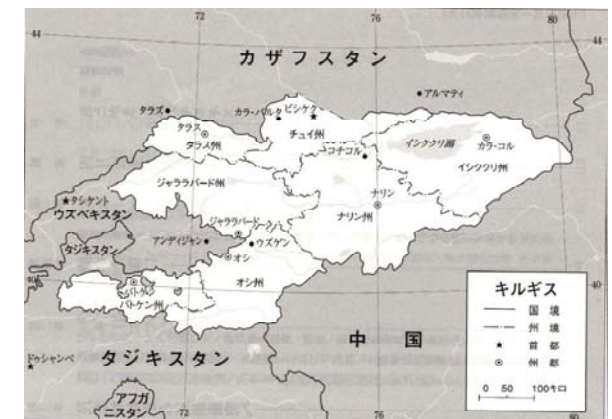 72
76
80
44
44
カザフスタン
タラズ
カラ・バルタ
ビシケク
アルマティ
タラス
タラス州
チュイ州
コチコル
イシククリ湖
カラ・コル
イシククリ州
ジャララバード州
ナリン
ナリン州
タシケント
ウズベキスタン
ジャララバード
アンディジャン
ウズゲン
タジキスタン
オシ
オシ州
40
40
バトケン
バトケン州
ドゥシャンベ
タジキスタン
中国
アフガ
ニスタン
72
76
80
キルギス
国境
州境
首都
州都
0 50 100キロ